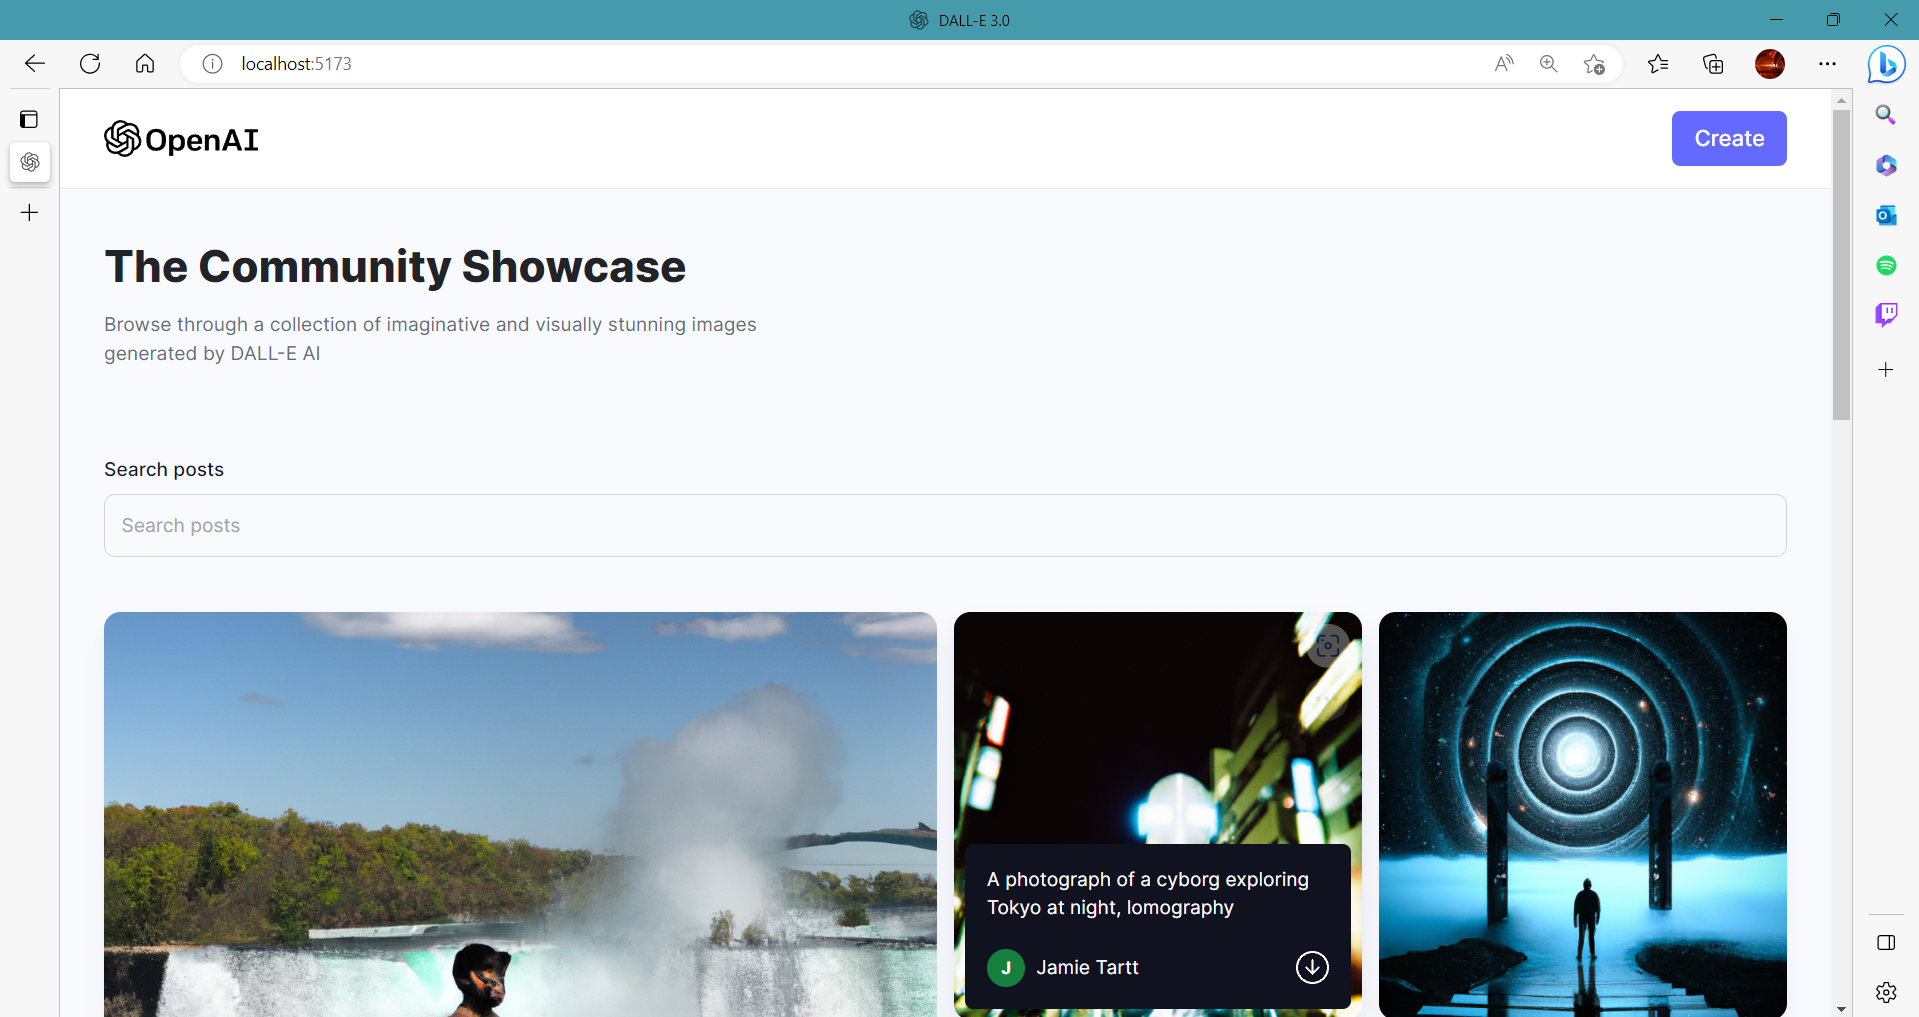 DALL-E 3.0
localhost:5173
OpenAI
Create
The Community Showcase
Browse through a collection of imaginative and visually stunning images
generated by DALL-E AI
Search posts
Search posts
A photograph of a cyborg exploring
Tokyo at night, lomography
J
Jamie Tartt